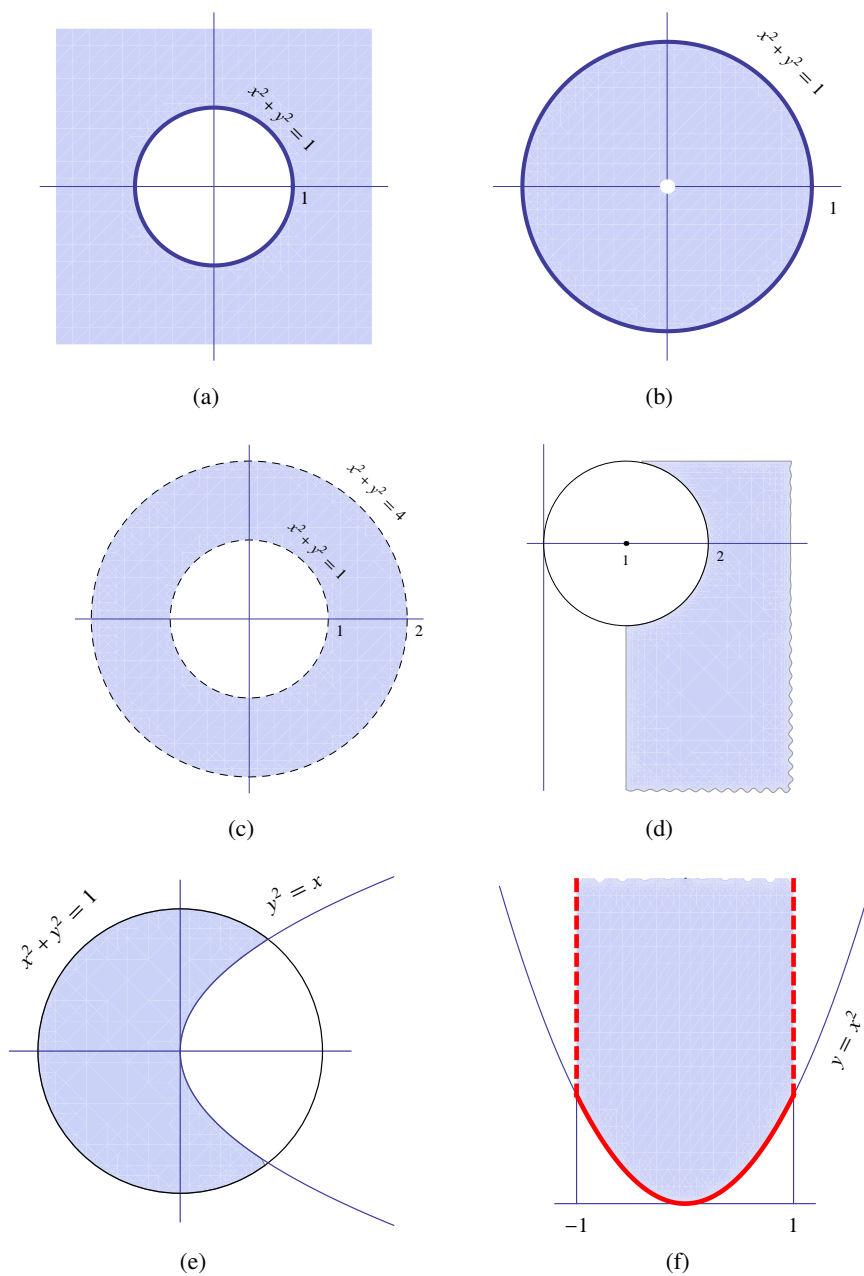 x² + y² = 1
1
(a)
x² + y² = 1
1
(b)
x² + y² = 4
x² + y² = 1
1
2
(c)
1
2
(d)
x² + y² = 1
y² = x
(e)
y = x²
−1
1
(f)